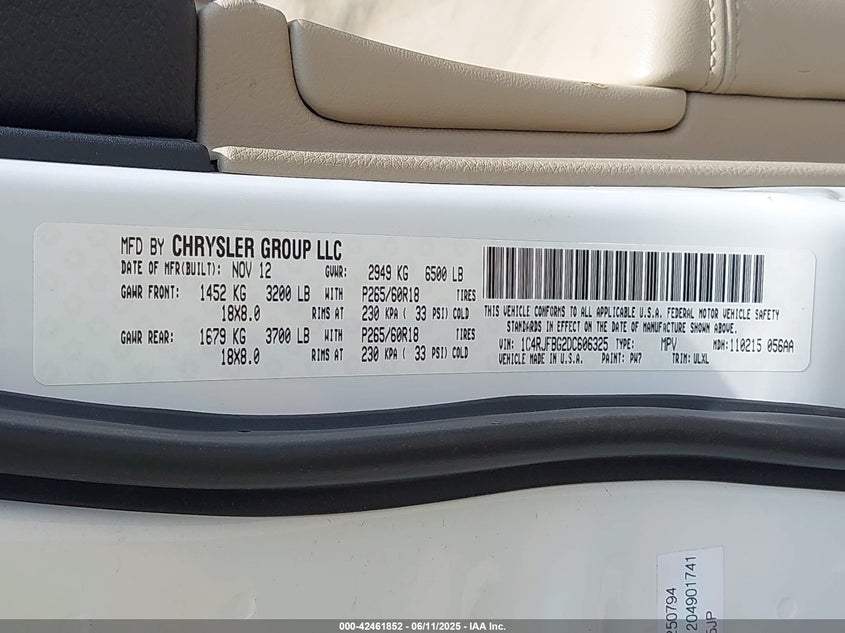 MFD BY CHRYSLER GROUP LLC
DATE OF MFR(BUILT): NOV 12 GVWR: 2949 KG 6500 LB
GAWR FRONT: 1452 KG 3200 LB WITH P265/60R18 TIRES
18X8.0 RIMS AT 230 KPA ( 33 PSI) COLD
GAWR REAR: 1679 KG 3700 LB WITH P265/60R18 TIRES
18X8.0 RIMS AT 230 KPA ( 33 PSI) COLD
THIS VEHICLE CONFORMS TO ALL APPLICABLE U.S.A. FEDERAL MOTOR VEHICLE SAFETY
STANDARDS IN EFFECT ON THE DATE OF MANUFACTURE SHOWN ABOVE.
VIN: 1C4RJFBG2DC606325 TYPE: MPV MDH: 110215 056AA
VEHICLE MADE IN U.S.A. PAINT: PW7 TRIM: ULXL
250794
204901741
000-42461852 - 06/11/2025 - IAA Inc.